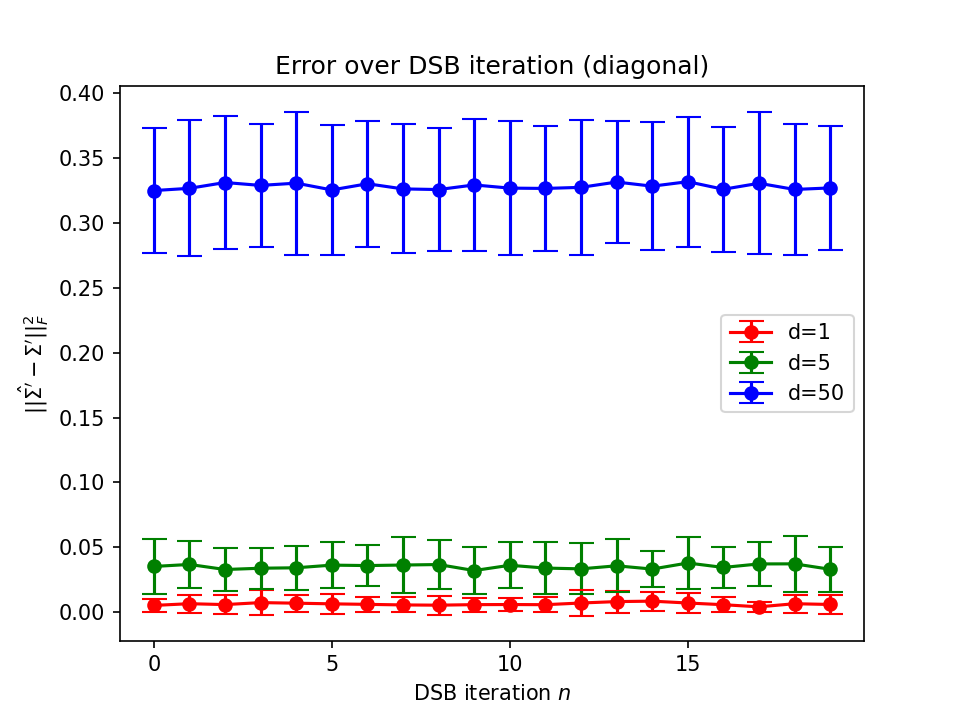 Error over DSB iteration (diagonal)
||Σ̂′ − Σ′||²_F
0.40
0.35
0.30
0.25
0.20
0.15
0.10
0.05
0.00
d=1
d=5
d=50
0 5 10 15
DSB iteration n